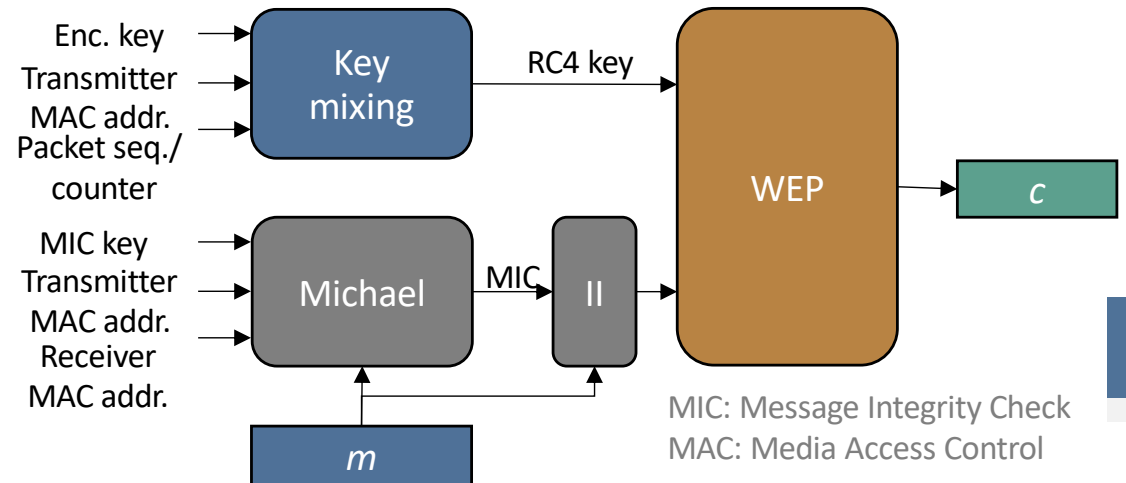 Enc. key
Transmitter
MAC addr.
Packet seq./
counter
Key
mixing
RC4 key
WEP
c
MIC key
Transmitter
MAC addr.
Receiver
MAC addr.
Michael
MIC
II
m
MIC: Message Integrity Check
MAC: Media Access Control